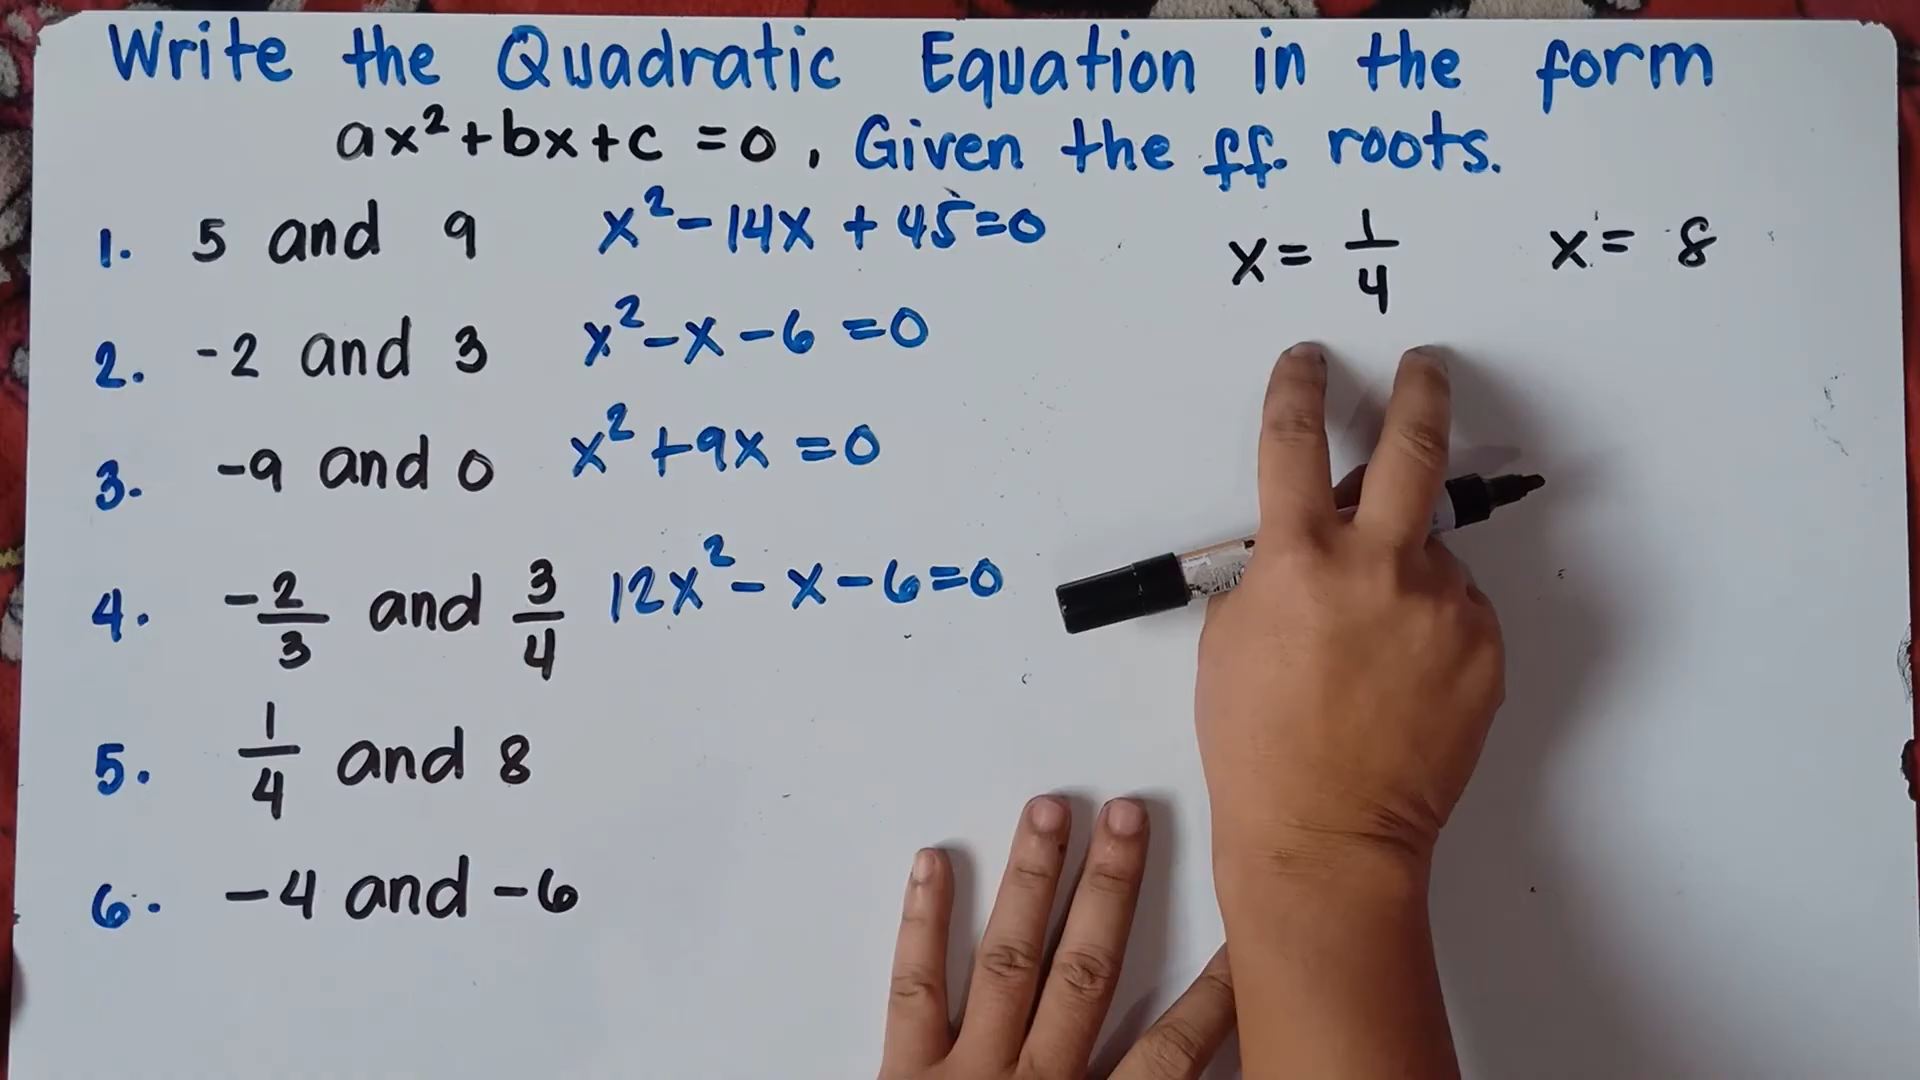 Write the Quadratic Equation in the form
ax²+bx+c =0, Given the ff. roots.
1. 5 and 9 x²-14x + 45=0
x= 1/4 x= 8
2. -2 and 3 x²-x-6 =0
3. -9 and 0 x²+9x =0
4. -2/3 and 3/4 12x²- x-6=0
5. 1/4 and 8
6. -4 and -6